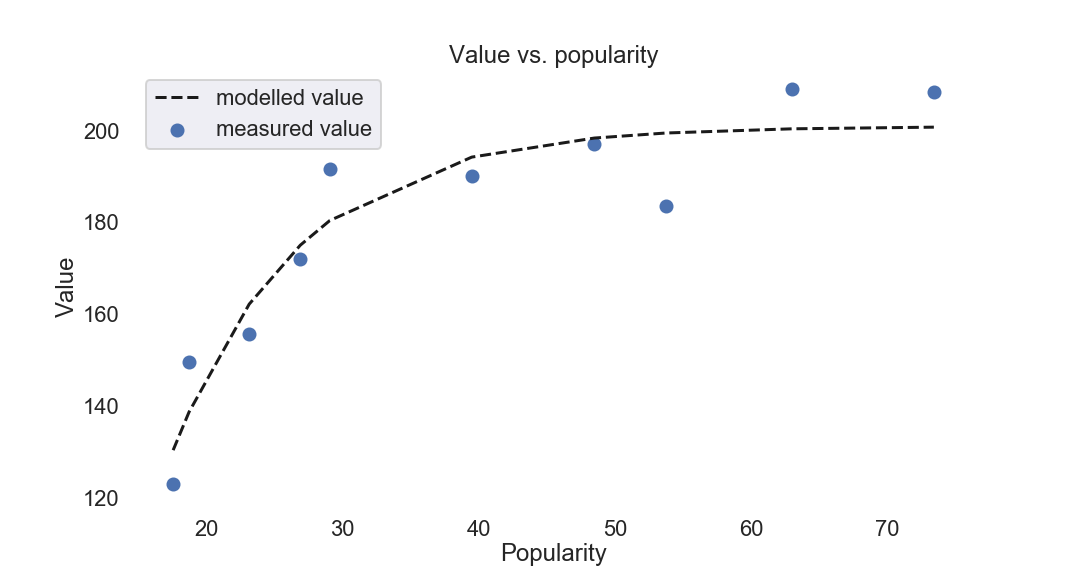 Value vs. popularity
modelled value
measured value
Value
200
180
160
140
120
20 30 40 50 60 70
Popularity